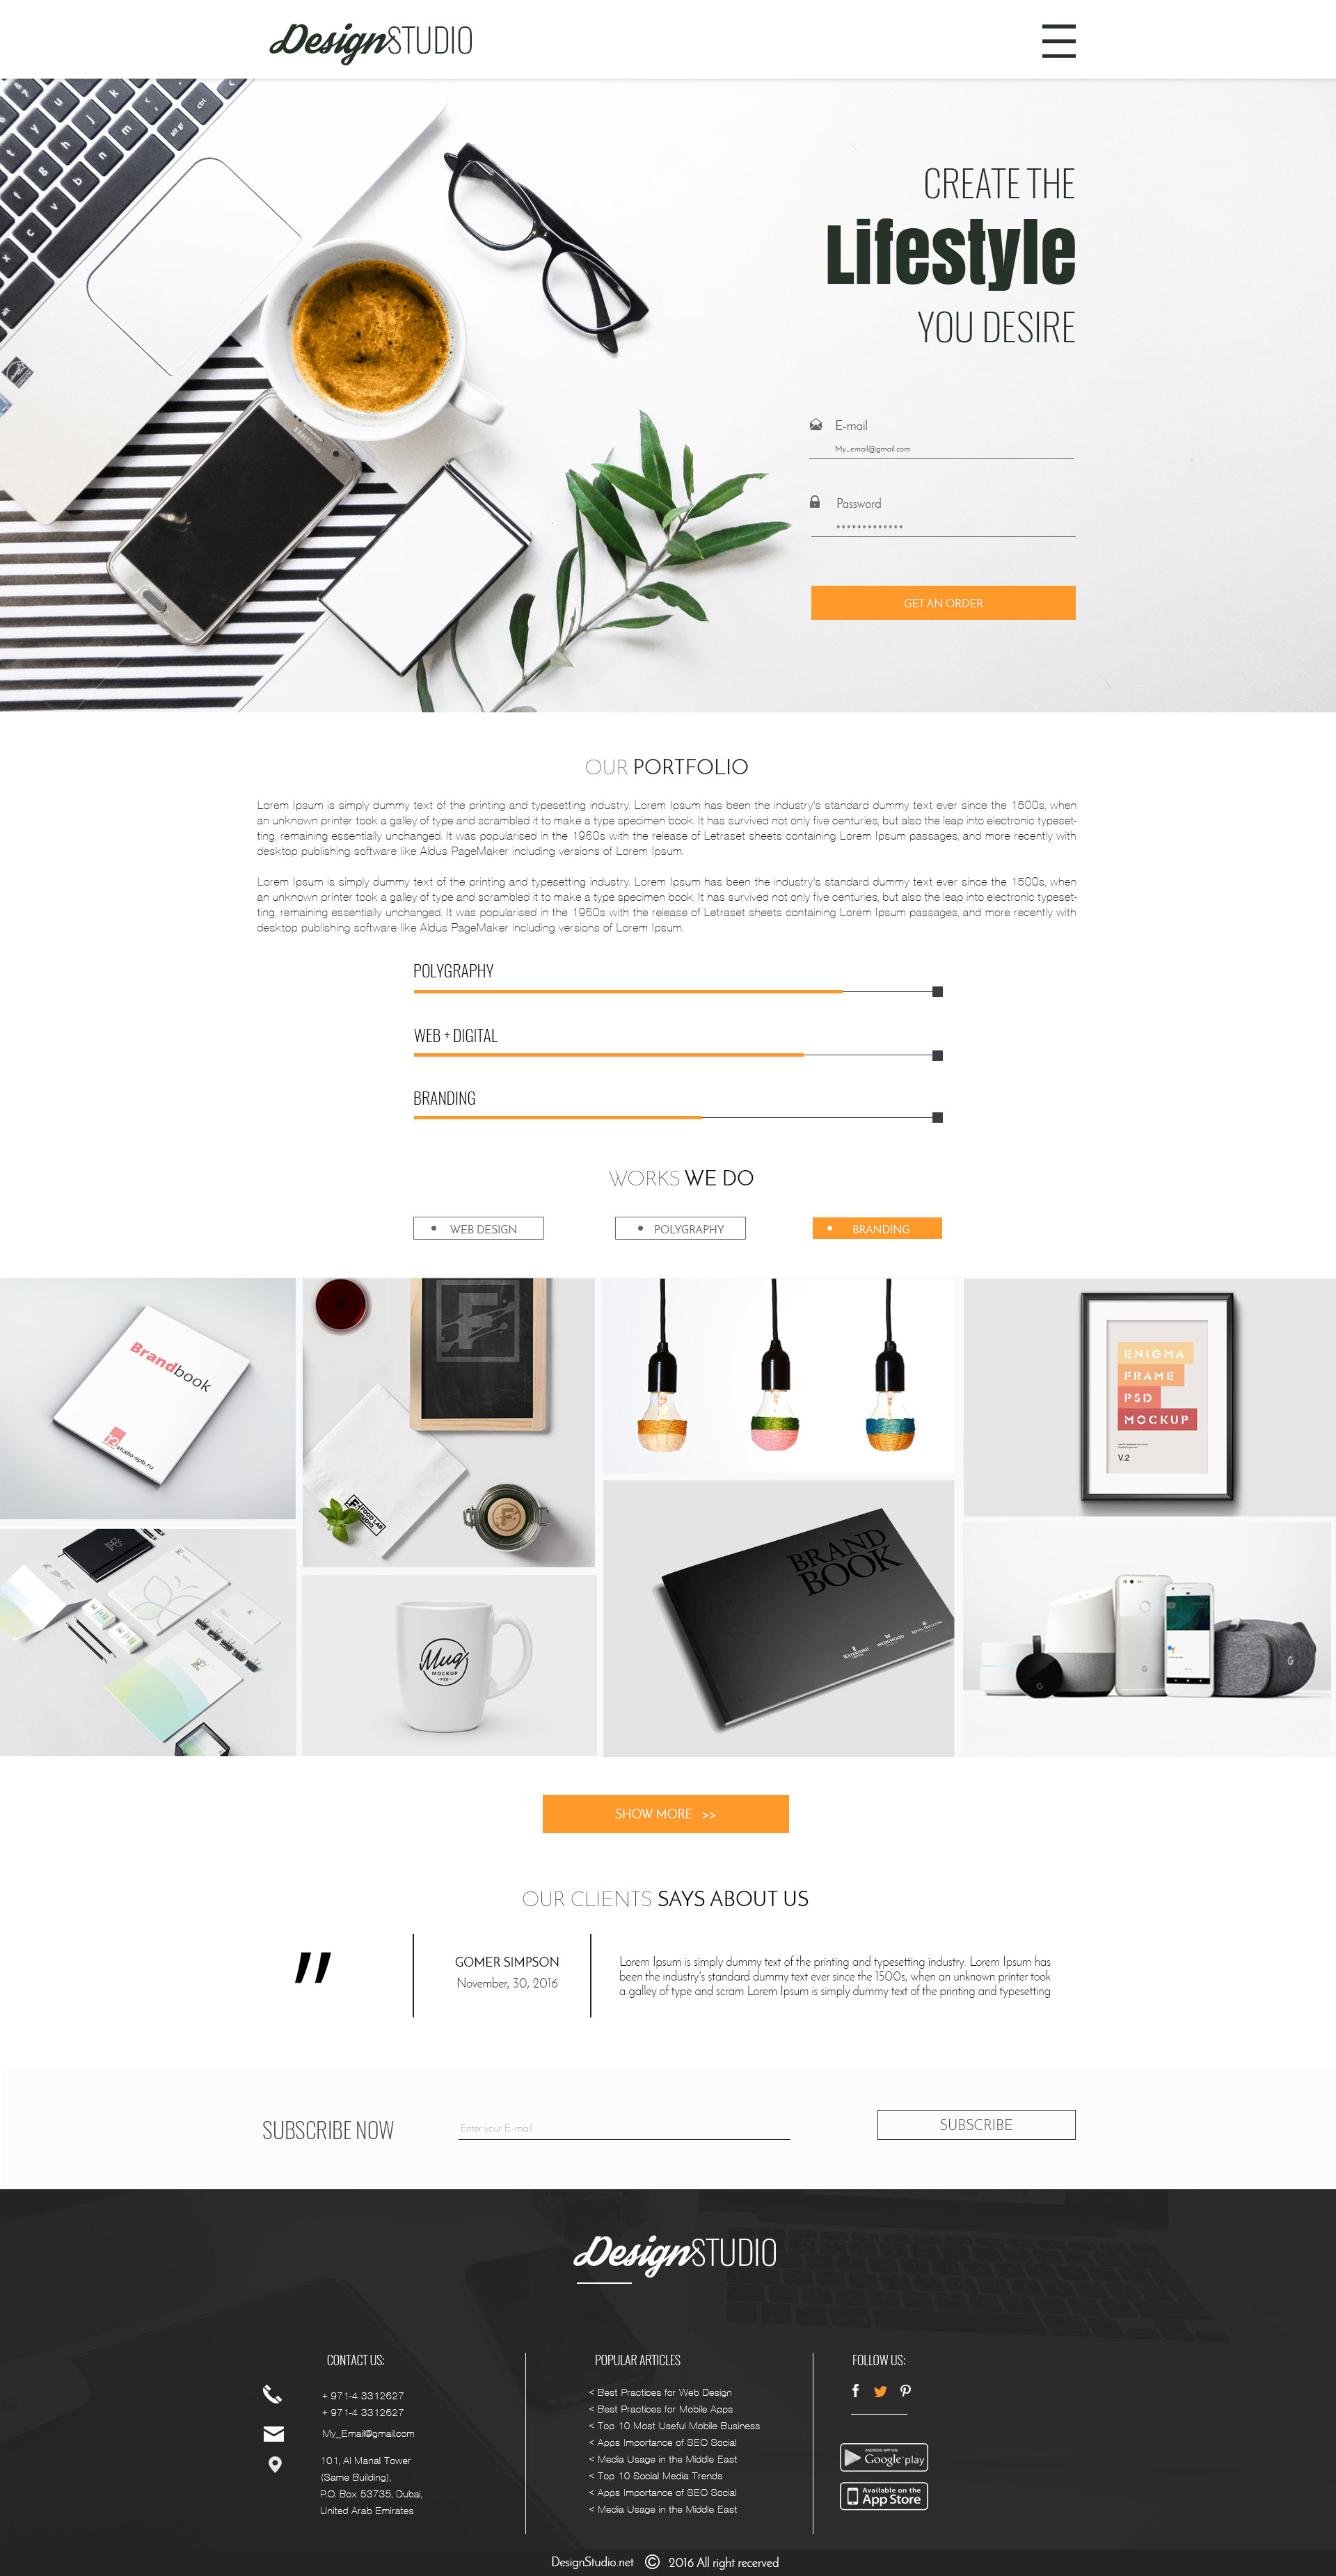 DesignSTUDIO
CREATE THE
Lifestyle
YOU DESIRE
E-mail
My_email@gmail.com
Password
GET AN ORDER
SAMSUNG
OUR PORTFOLIO
Lorem Ipsum is simply dummy text of the printing and typesetting industry. Lorem Ipsum has been the industry's standard dummy text ever since the 1500s, when
an unknown printer took a galley of type and scrambled it to make a type specimen book. It has survived not only five centuries, but also the leap into electronic typeset-
ting, remaining essentially unchanged. It was popularised in the 1960s with the release of Letraset sheets containing Lorem Ipsum passages, and more recently with
desktop publishing software like Aldus PageMaker including versions of Lorem Ipsum.
Lorem Ipsum is simply dummy text of the printing and typesetting industry. Lorem Ipsum has been the industry's standard dummy text ever since the 1500s, when
an unknown printer took a galley of type and scrambled it to make a type specimen book. It has survived not only five centuries, but also the leap into electronic typeset-
ting, remaining essentially unchanged. It was popularised in the 1960s with the release of Letraset sheets containing Lorem Ipsum passages, and more recently with
desktop publishing software like Aldus PageMaker including versions of Lorem Ipsum.
POLYGRAPHY
WEB + DIGITAL
BRANDING
WORKS WE DO
WEB DESIGN
POLYGRAPHY
BRANDING
Brandbook
12
studio-spb.ru
F
FOOD LAB
STUDIO
F
ENIGMA
FRAME
PSD
MOCKUP
V.2
BRAND
BOOK
WATERFORD
WEDGWOOD
ROYAL DOULTON
Mug
MOCKUP
PSD
SHOW MORE >>
OUR CLIENTS SAYS ABOUT US
"
GOMER SIMPSON
November, 30, 2016
Lorem Ipsum is simply dummy text of the printing and typesetting industry. Lorem Ipsum has
been the industry's standard dummy text ever since the 1500s, when an unknown printer took
a galley of type and scram Lorem Ipsum is simply dummy text of the printing and typesetting
SUBSCRIBE NOW
Enter your E-mail
SUBSCRIBE
DesignSTUDIO
CONTACT US:
+ 971-4 3312627
+ 971-4 3312627
My_Email@gmail.com
101, Al Manal Tower
(Same Building),
P.O. Box 53735, Dubai,
United Arab Emirates
POPULAR ARTICLES
< Best Practices for Web Design
< Best Practices for Mobile Apps
< Top 10 Most Useful Mobile Business
< Apps Importance of SEO Social
< Media Usage in the Middle East
< Top 10 Social Media Trends
< Apps Importance of SEO Social
< Media Usage in the Middle East
FOLLOW US:
ANDROID APP ON
Google play
Available on the
App Store
DesignStudio.net © 2016 All right recerved